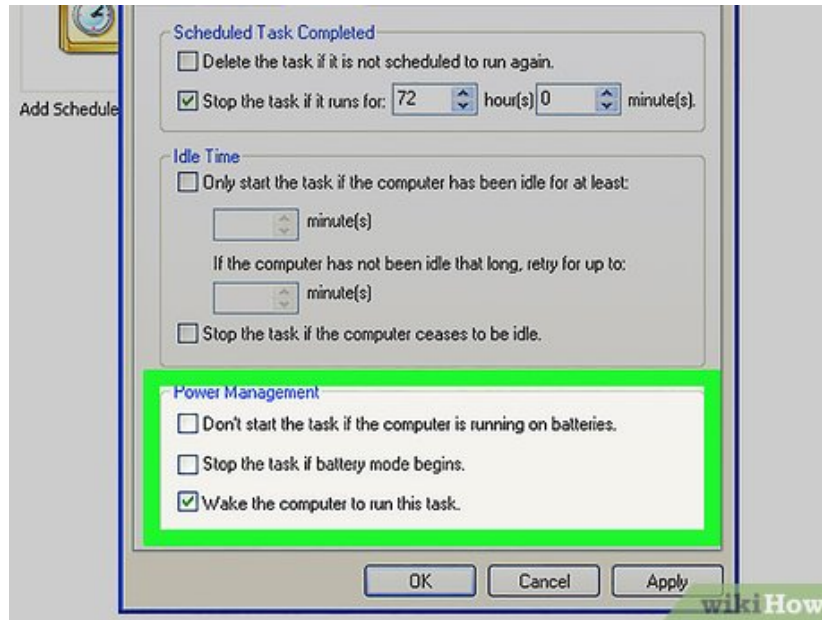 Add Schedule
Scheduled Task Completed
Delete the task if it is not scheduled to run again.
Stop the task if it runs for: 72 hour(s) 0 minute(s).
Idle Time
Only start the task if the computer has been idle for at least:
minute(s)
If the computer has not been idle that long, retry for up to:
minute(s)
Stop the task if the computer ceases to be idle.
Power Management
Don't start the task if the computer is running on batteries.
Stop the task if battery mode begins.
Wake the computer to run this task.
OK Cancel Apply
wikiHow